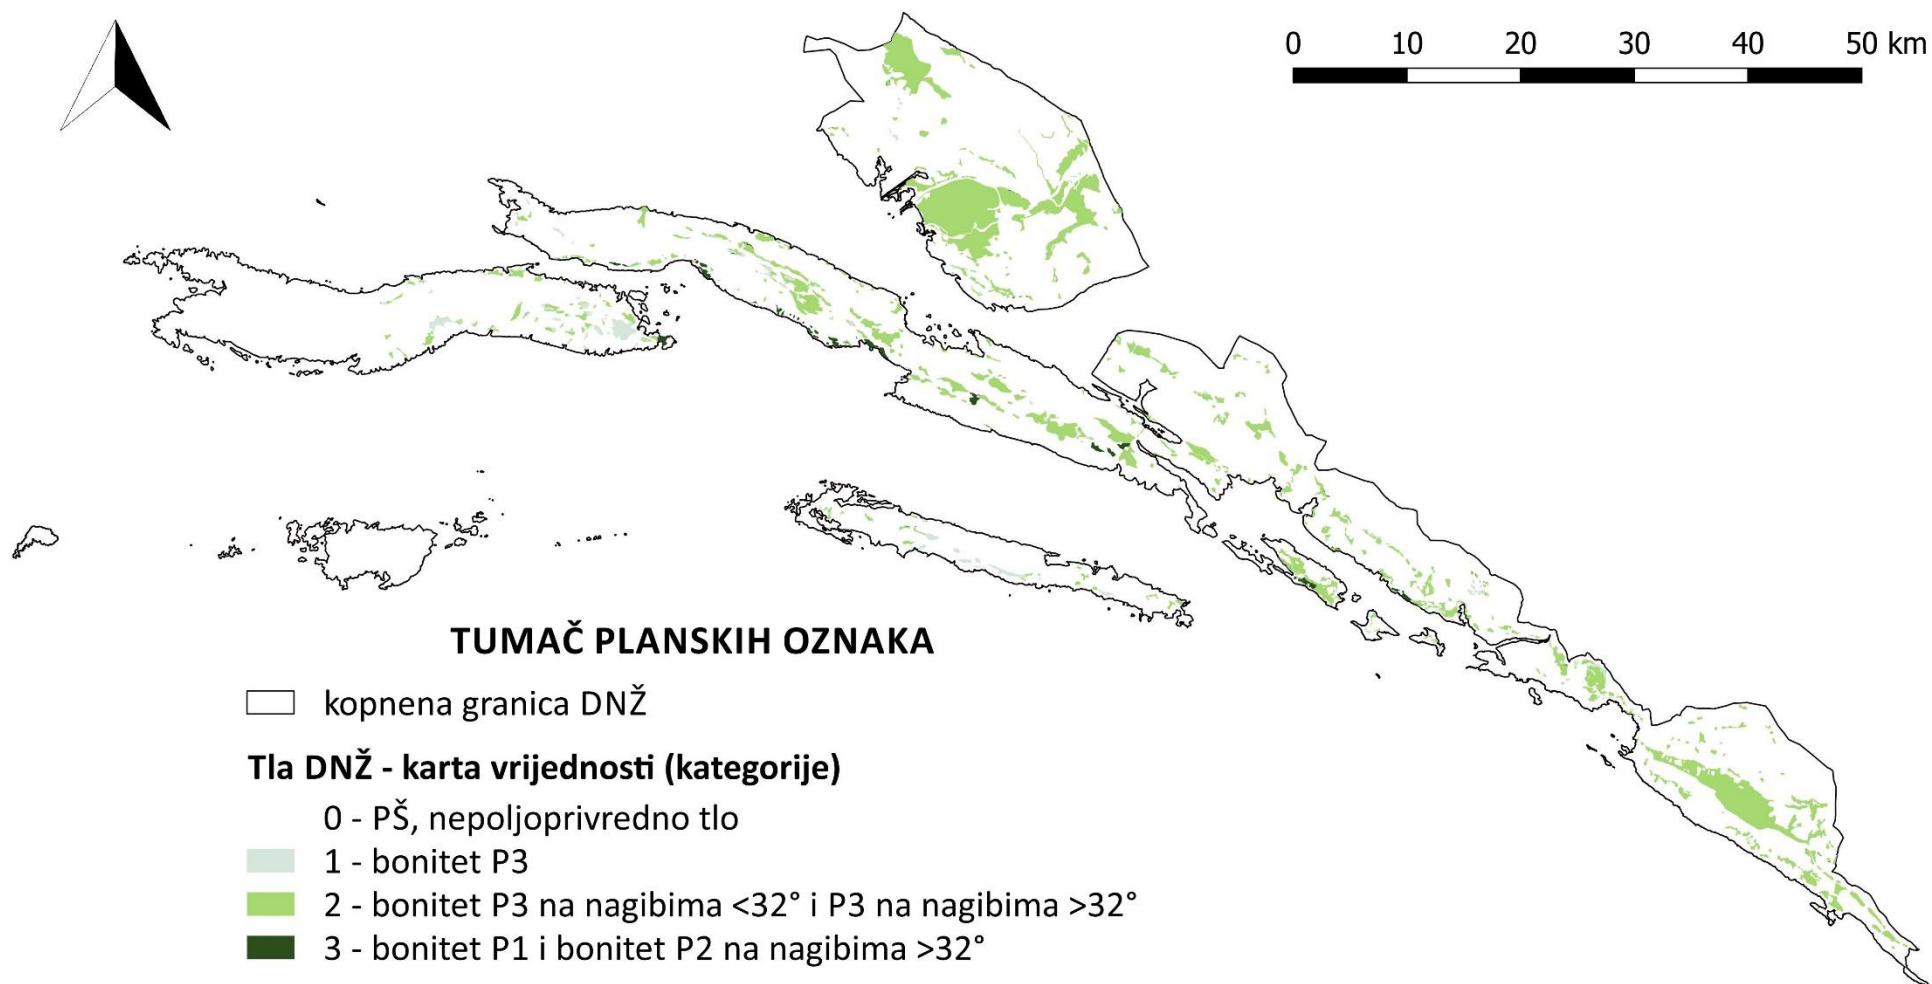 0 10 20 30 40 50 km
TUMAČ PLANSKIH OZNAKA
kopnena granica DNŽ
Tla DNŽ - karta vrijednosti (kategorije)
0 - PŠ, nepoljoprivredno tlo
1 - bonitet P3
2 - bonitet P3 na nagibima <32° i P3 na nagibima >32°
3 - bonitet P1 i bonitet P2 na nagibima >32°